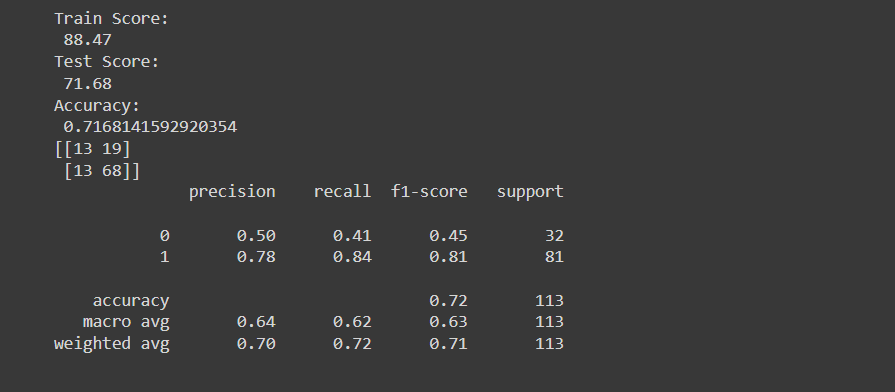 Train Score:
88.47
Test Score:
71.68
Accuracy:
0.7168141592920354
[[13 19]
[13 68]]
precision recall f1-score support
0 0.50 0.41 0.45 32
1 0.78 0.84 0.81 81
accuracy 0.72 113
macro avg 0.64 0.62 0.63 113
weighted avg 0.70 0.72 0.71 113